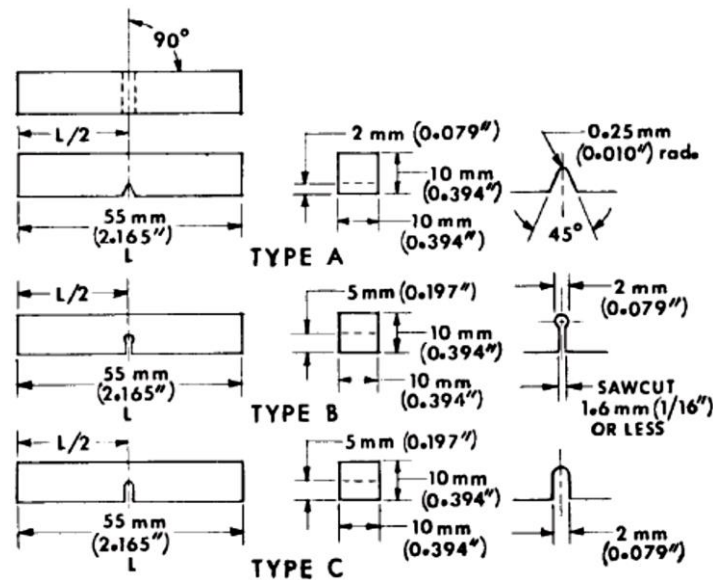 90°
L/2
2 mm (0.079")
0.25 mm
(0.010") rad.
10 mm
(0.394")
55 mm
(2.165")
L
10 mm
(0.394")
45°
TYPE A
L/2
5 mm (0.197")
2 mm
(0.079")
10 mm
(0.394")
55 mm
(2.165")
L
10 mm
(0.394")
SAWCUT
1.6 mm (1/16")
OR LESS
TYPE B
L/2
5 mm (0.197")
10 mm
(0.394")
55 mm
(2.165")
L
10 mm
(0.394")
2 mm
(0.079")
TYPE C